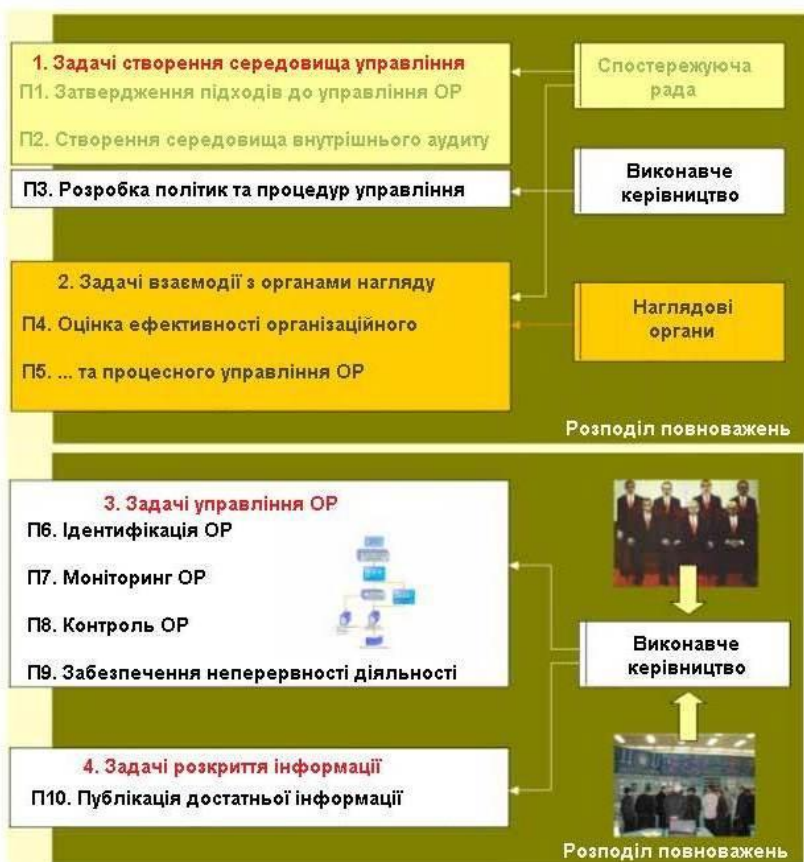 1. Задачі створення середовища управління
П1. Затвердження підходів до управління ОР
П2. Створення середовища внутрішнього аудиту
Спостережуюча
рада
П3. Розробка політик та процедур управління
Виконавче
керівництво
2. Задачі взаємодії з органами нагляду
П4. Оцінка ефективності організаційного
П5. ... та процесного управління ОР
Наглядові
органи
Розподіл повноважень
3. Задачі управління ОР
П6. Ідентифікація ОР
П7. Моніторинг ОР
П8. Контроль ОР
П9. Забезпечення неперервності діяльності
Виконавче
керівництво
4. Задачі розкриття інформації
П10. Публікація достатньої інформації
Розподіл повноважень